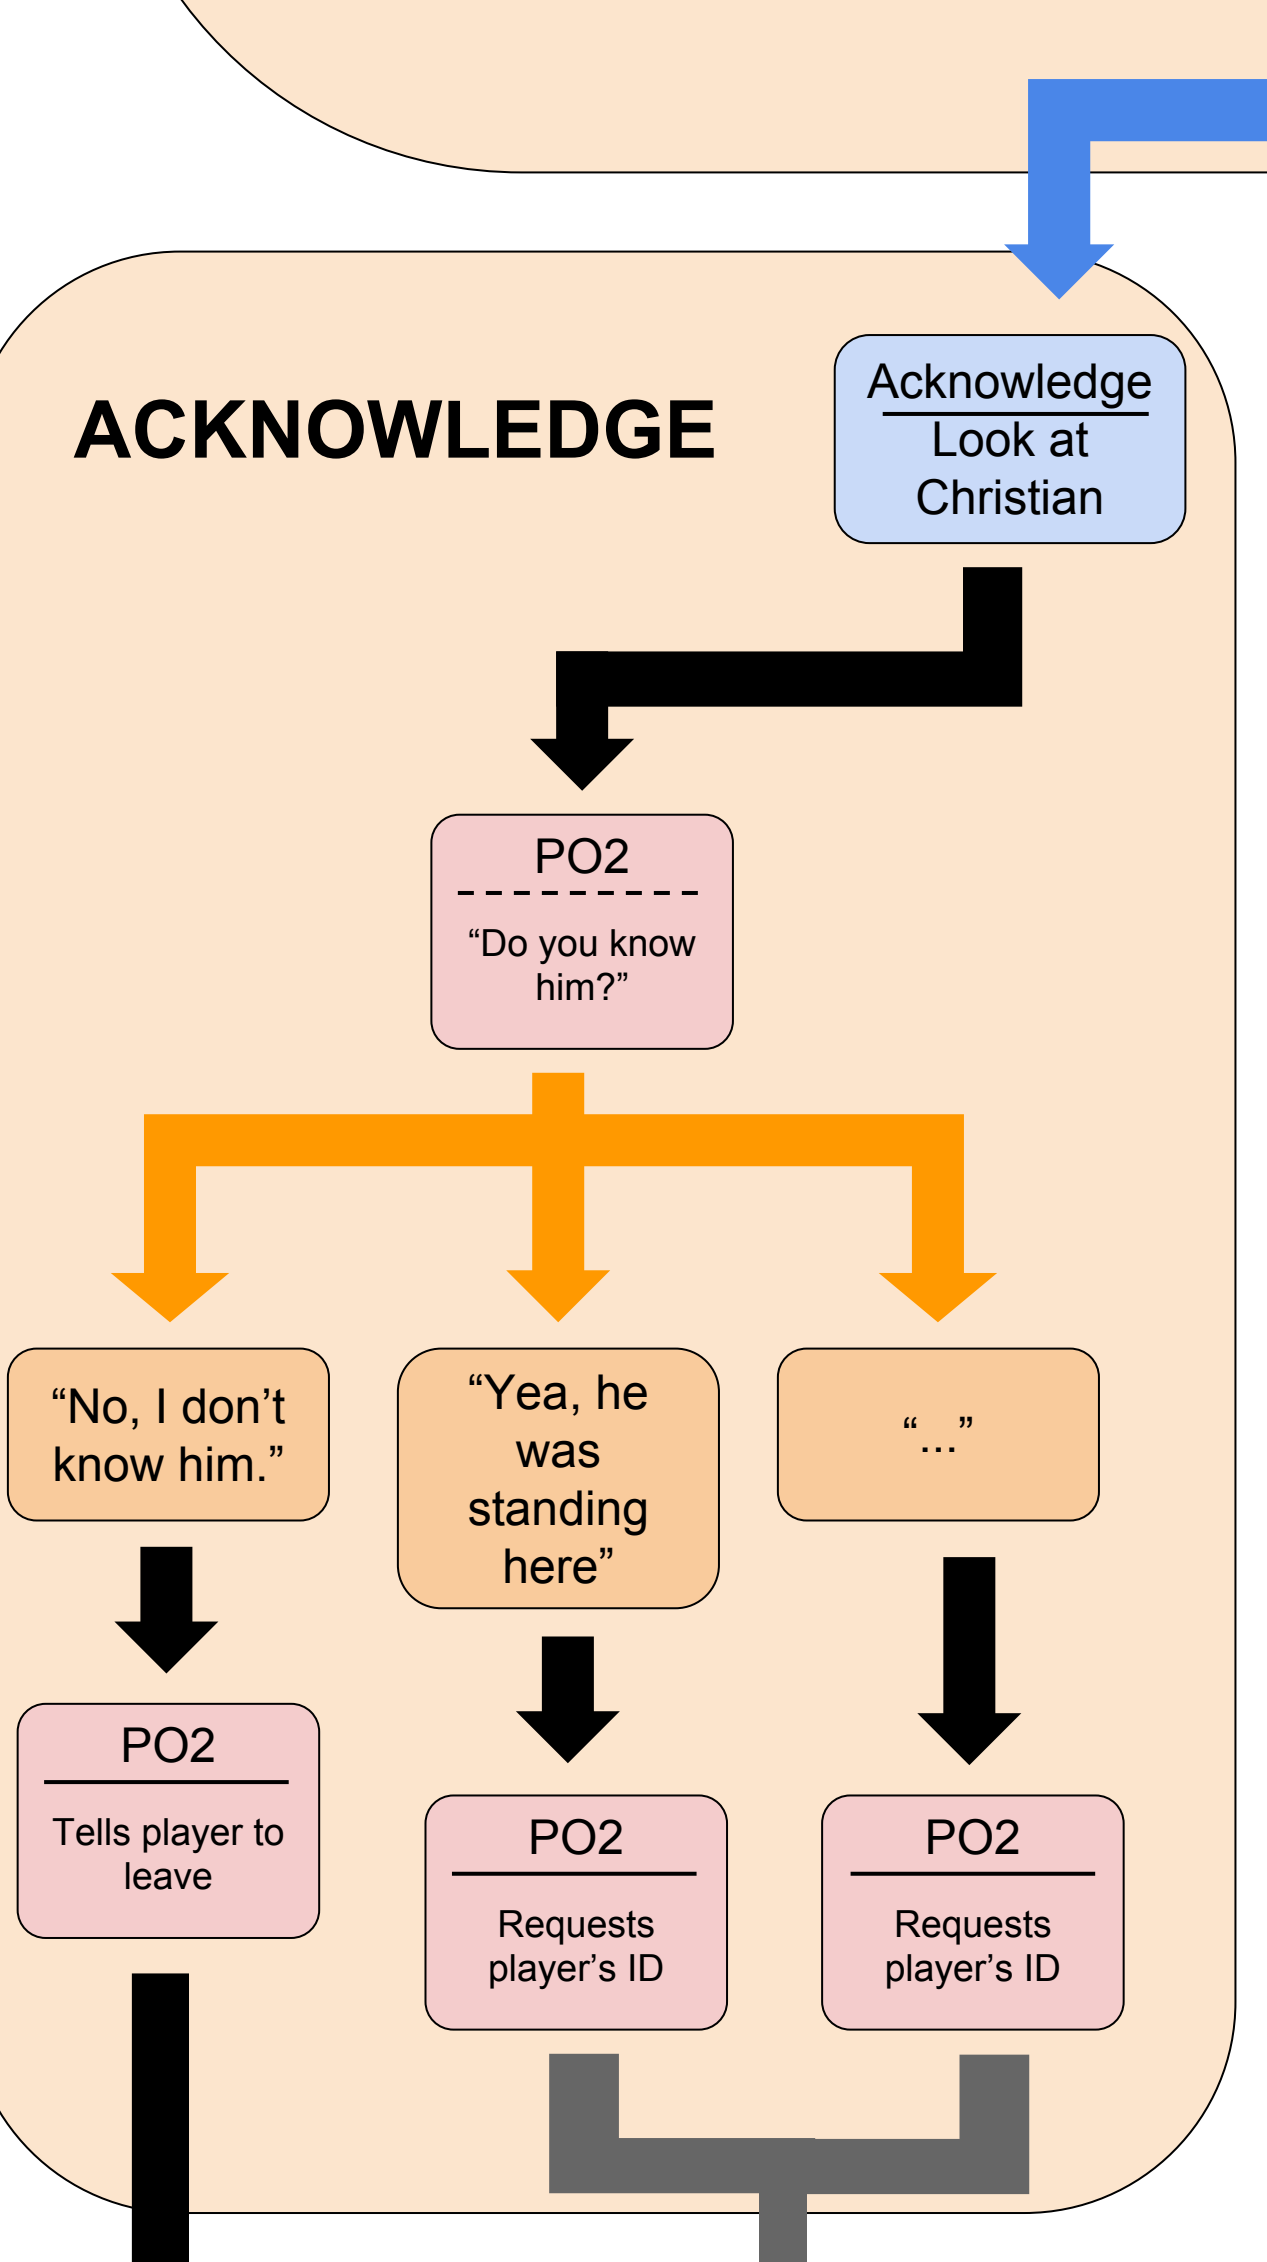 ACKNOWLEDGE
Acknowledge
Look at
Christian
PO2
“Do you know
him?”
“No, I don’t
know him.”
“Yea, he
was
standing
here”
“...”
PO2
Tells player to
leave
PO2
Requests
player’s ID
PO2
Requests
player’s ID